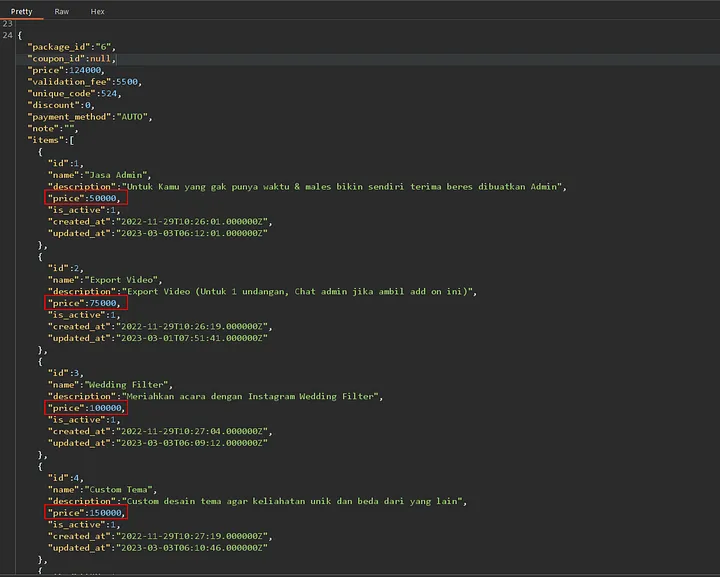 Pretty Raw Hex
23
24 {
"package_id":"6",
"coupon_id":null,
"price":124000,
"validation_fee":5500,
"unique_code":524,
"discount":0,
"payment_method":"AUTO",
"note":"",
"items":[
{
"id":1,
"name":"Jasa Admin",
"description":"Untuk Kamu yang gak punya waktu & males bikin sendiri terima beres dibuatkan Admin",
"price":50000,
"is_active":1,
"created_at":"2022-11-29T10:26:01.000000Z",
"updated_at":"2023-03-03T06:12:01.000000Z"
},
{
"id":2,
"name":"Export Video",
"description":"Export Video (Untuk 1 undangan, Chat admin jika ambil add on ini)",
"price":75000,
"is_active":1,
"created_at":"2022-11-29T10:26:19.000000Z",
"updated_at":"2023-03-01T07:51:41.000000Z"
},
{
"id":3,
"name":"Wedding Filter",
"description":"Meriahkan acara dengan Instagram Wedding Filter",
"price":100000,
"is_active":1,
"created_at":"2022-11-29T10:27:04.000000Z",
"updated_at":"2023-03-03T06:09:12.000000Z"
},
{
"id":4,
"name":"Custom Tema",
"description":"Custom desain tema agar keliahatan unik dan beda dari yang lain",
"price":150000,
"is_active":1,
"created_at":"2022-11-29T10:27:19.000000Z",
"updated_at":"2023-03-03T06:10:46.000000Z"
},
{